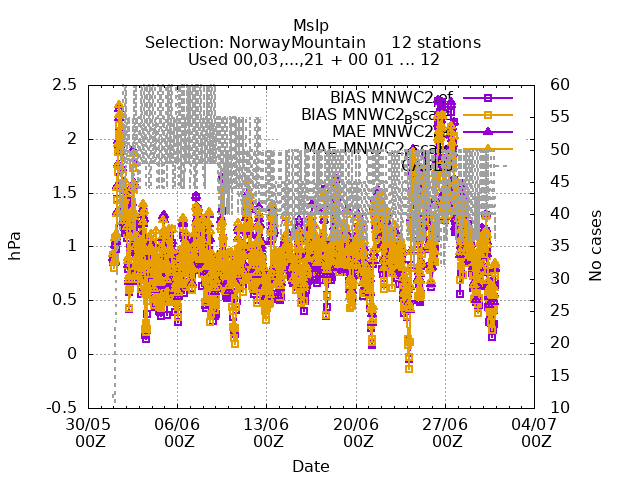 Mslp
Selection: NorwayMountain 12 stations
Used 00,03,...,21 + 00 01 ... 12
BIAS MNWC2
BIAS MNWC2
MAE MNWC2
MAE MNWC2
2.5
2
1.5
1
0.5
0
-0.5
hPa
60
55
50
45
40
35
30
25
20
15
10
No cases
30/05 06/06 13/06 20/06 27/06 04/07
00Z 00Z 00Z 00Z 00Z 00Z
Date